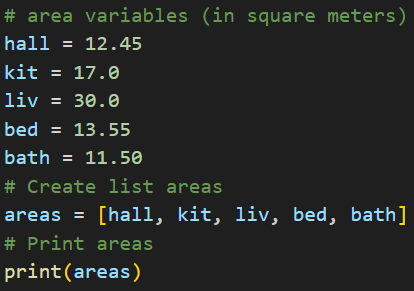 # area variables (in square meters)
hall = 12.45
kit = 17.0
liv = 30.0
bed = 13.55
bath = 11.50
# Create list areas
areas = [hall, kit, liv, bed, bath]
# Print areas
print(areas)